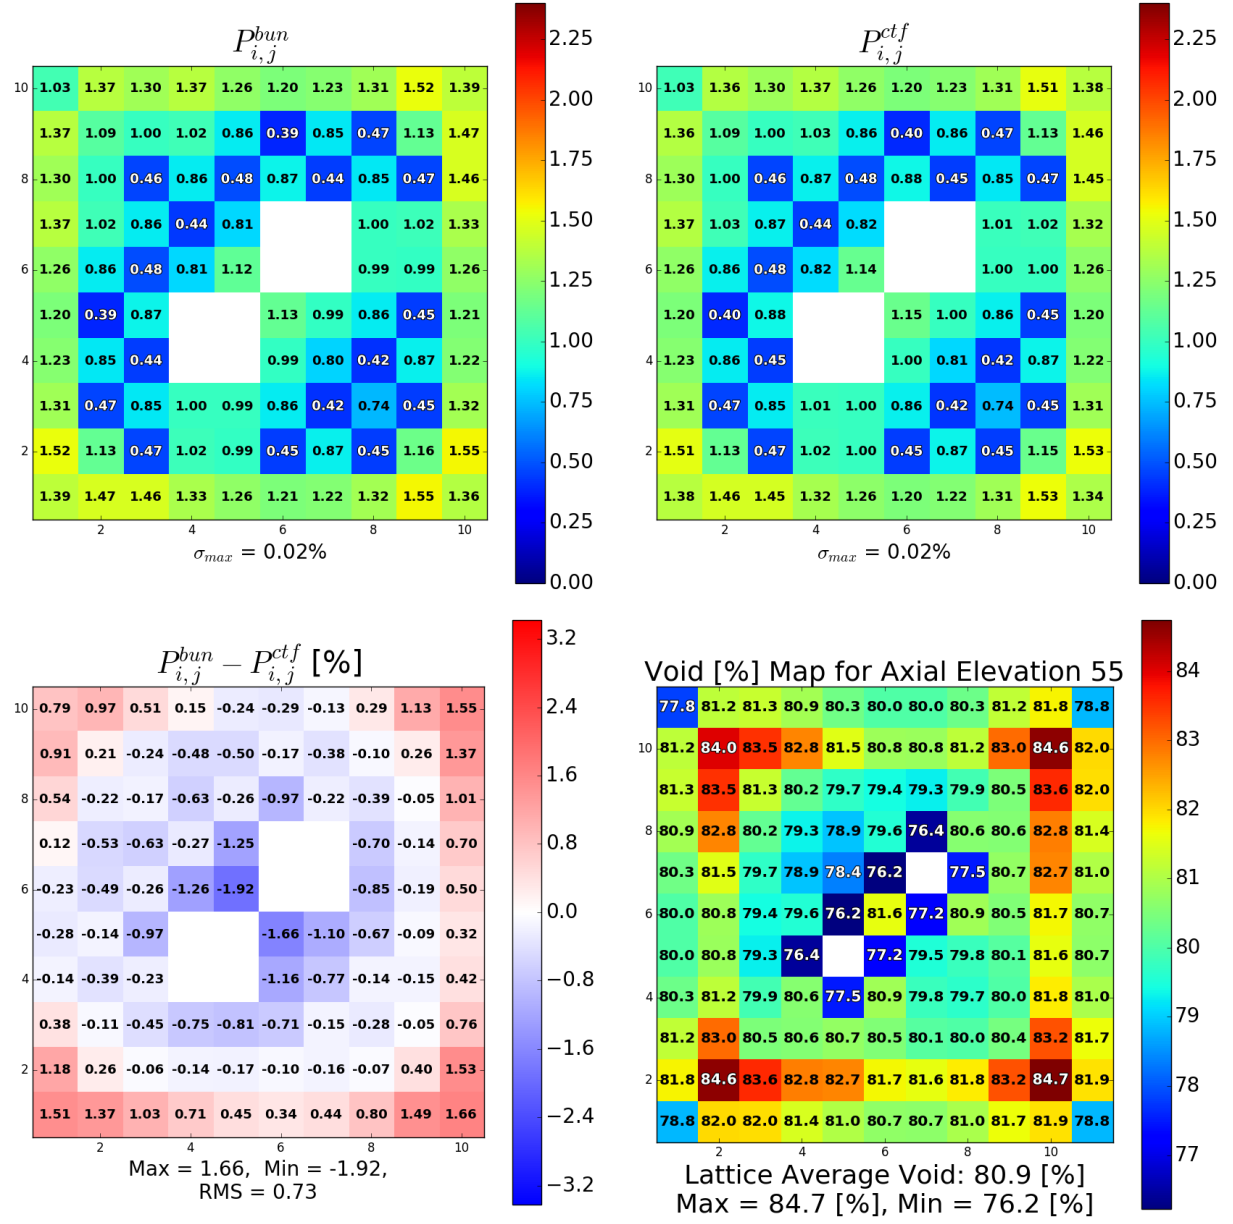 P_{i,j}^{bun}
10 1.03 1.37 1.30 1.37 1.26 1.20 1.23 1.31 1.52 1.39
1.37 1.09 1.00 1.02 0.86 0.39 0.85 0.47 1.13 1.47
8 1.30 1.00 0.46 0.86 0.48 0.87 0.44 0.85 0.47 1.46
1.37 1.02 0.86 0.44 0.81 1.00 1.02 1.33
6 1.26 0.86 0.48 0.81 1.12 0.99 0.99 1.26
1.20 0.39 0.87 1.13 0.99 0.86 0.45 1.21
4 1.23 0.85 0.44 0.99 0.80 0.42 0.87 1.22
1.31 0.47 0.85 1.00 0.99 0.86 0.42 0.74 0.45 1.32
2 1.52 1.13 0.47 1.02 0.99 0.45 0.87 0.45 1.16 1.55
1.39 1.47 1.46 1.33 1.26 1.21 1.22 1.32 1.55 1.36
2 4 6 8 10
σ_{max} = 0.02%
2.25
2.00
1.75
1.50
1.25
1.00
0.75
0.50
0.25
0.00
P_{i,j}^{ctf}
10 1.03 1.36 1.30 1.37 1.26 1.20 1.23 1.31 1.51 1.38
1.36 1.09 1.00 1.03 0.86 0.40 0.86 0.47 1.13 1.46
8 1.30 1.00 0.46 0.87 0.48 0.88 0.45 0.85 0.47 1.45
1.37 1.03 0.87 0.44 0.82 1.01 1.02 1.32
6 1.26 0.86 0.48 0.82 1.14 1.00 1.00 1.26
1.20 0.40 0.88 1.15 1.00 0.86 0.45 1.20
4 1.23 0.86 0.45 1.00 0.81 0.42 0.87 1.22
1.31 0.47 0.85 1.01 1.00 0.86 0.42 0.74 0.45 1.31
2 1.51 1.13 0.47 1.02 1.00 0.45 0.87 0.45 1.15 1.53
1.38 1.46 1.45 1.32 1.26 1.20 1.22 1.31 1.53 1.34
2 4 6 8 10
σ_{max} = 0.02%
2.25
2.00
1.75
1.50
1.25
1.00
0.75
0.50
0.25
0.00
P_{i,j}^{bun} − P_{i,j}^{ctf} [%]
10 0.79 0.97 0.51 0.15 -0.24 -0.29 -0.13 0.29 1.13 1.55
0.91 0.21 -0.24 -0.48 -0.50 -0.17 -0.38 -0.10 0.26 1.37
8 0.54 -0.22 -0.17 -0.63 -0.26 -0.97 -0.22 -0.39 -0.05 1.01
0.12 -0.53 -0.63 -0.27 -1.25 -0.70 -0.14 0.70
6 -0.23 -0.49 -0.26 -1.26 -1.92 -0.85 -0.19 0.50
-0.28 -0.14 -0.97 -1.66 -1.10 -0.67 -0.09 0.32
4 -0.14 -0.39 -0.23 -1.16 -0.77 -0.14 -0.15 0.42
0.38 -0.11 -0.45 -0.75 -0.81 -0.71 -0.15 -0.28 -0.05 0.76
2 1.18 0.26 -0.06 -0.14 -0.17 -0.10 -0.16 -0.07 0.40 1.53
1.51 1.37 1.03 0.71 0.45 0.34 0.44 0.80 1.49 1.66
2 4 6 8 10
Max = 1.66, Min = -1.92,
RMS = 0.73
3.2
2.4
1.6
0.8
0.0
−0.8
−1.6
−2.4
−3.2
Void [%] Map for Axial Elevation 55
77.8 81.2 81.3 80.9 80.3 80.0 80.0 80.3 81.2 81.8 78.8
10 81.2 84.0 83.5 82.8 81.5 80.8 80.8 81.2 83.0 84.6 82.0
81.3 83.5 81.3 80.2 79.7 79.4 79.3 79.9 80.5 83.6 82.0
8 80.9 82.8 80.2 79.3 78.9 79.6 76.4 80.6 80.6 82.8 81.4
80.3 81.5 79.7 78.9 78.4 76.2 77.5 80.7 82.7 81.0
6 80.0 80.8 79.4 79.6 76.2 81.6 77.2 80.9 80.5 81.7 80.7
80.0 80.8 79.3 76.4 77.2 79.5 79.8 80.1 81.6 80.7
4 80.3 81.2 79.9 80.6 77.5 80.9 79.8 79.7 80.0 81.8 81.0
81.2 83.0 80.5 80.6 80.7 80.5 80.1 80.0 80.4 83.2 81.7
2 81.8 84.6 83.6 82.8 82.7 81.7 81.6 81.8 83.2 84.7 81.9
78.8 82.0 82.0 81.4 81.0 80.7 80.7 81.0 81.7 81.9 78.8
2 4 6 8 10
Lattice Average Void: 80.9 [%]
Max = 84.7 [%], Min = 76.2 [%]
84
83
82
81
80
79
78
77